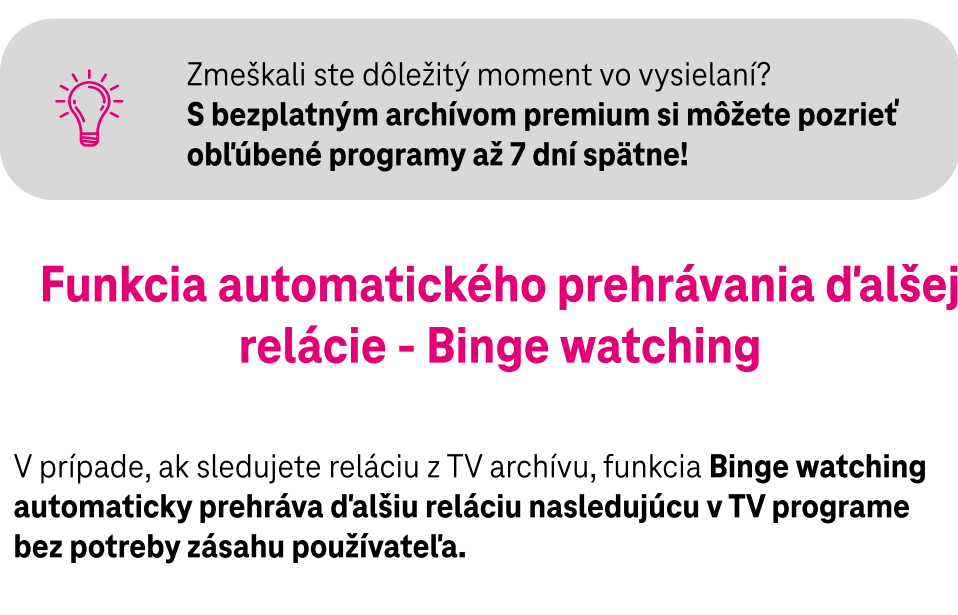 Zmeškali ste dôležitý moment vo vysielaní?
S bezplatným archívom premium si môžete pozrieť
obľúbené programy až 7 dní spätne!
Funkcia automatického prehrávania ďalšej
relácie - Binge watching
V prípade, ak sledujete reláciu z TV archívu, funkcia Binge watching
automaticky prehráva ďalšiu reláciu nasledujúcu v TV programe
bez potreby zásahu používateľa.